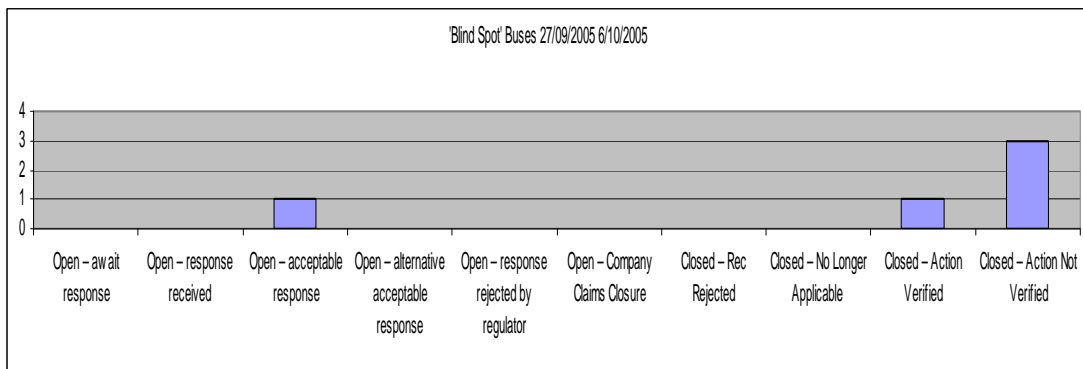 'Blind Spot' Buses 27/09/2005 6/10/2005
4
3
2
1
0
Open – await response
Open – response received
Open – acceptable response
Open – alternative acceptable response
Open – response rejected by regulator
Open – Company Claims Closure
Closed – Rec Rejected
Closed – No Longer Applicable
Closed – Action Verified
Closed – Action Not Verified